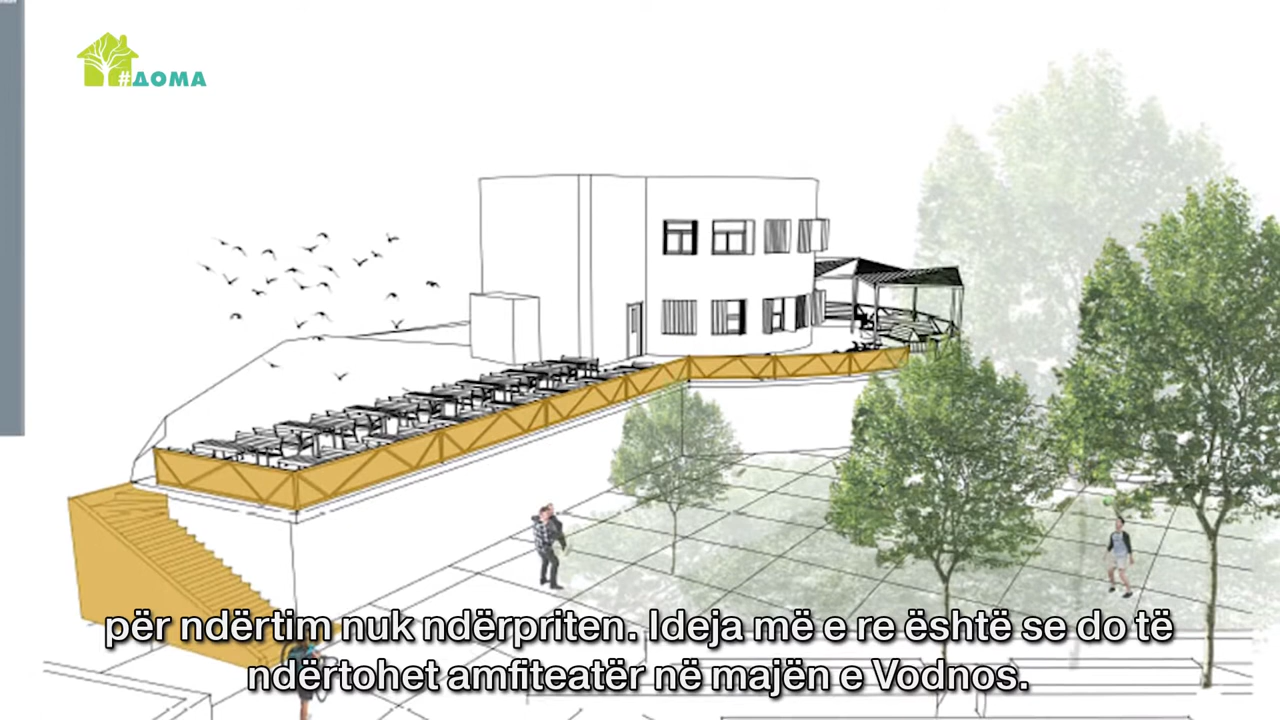 #ДОМА
për ndërtim nuk ndërpriten. Ideja më e re është se do të
ndërtohet amfiteatër në majën e Vodnos.